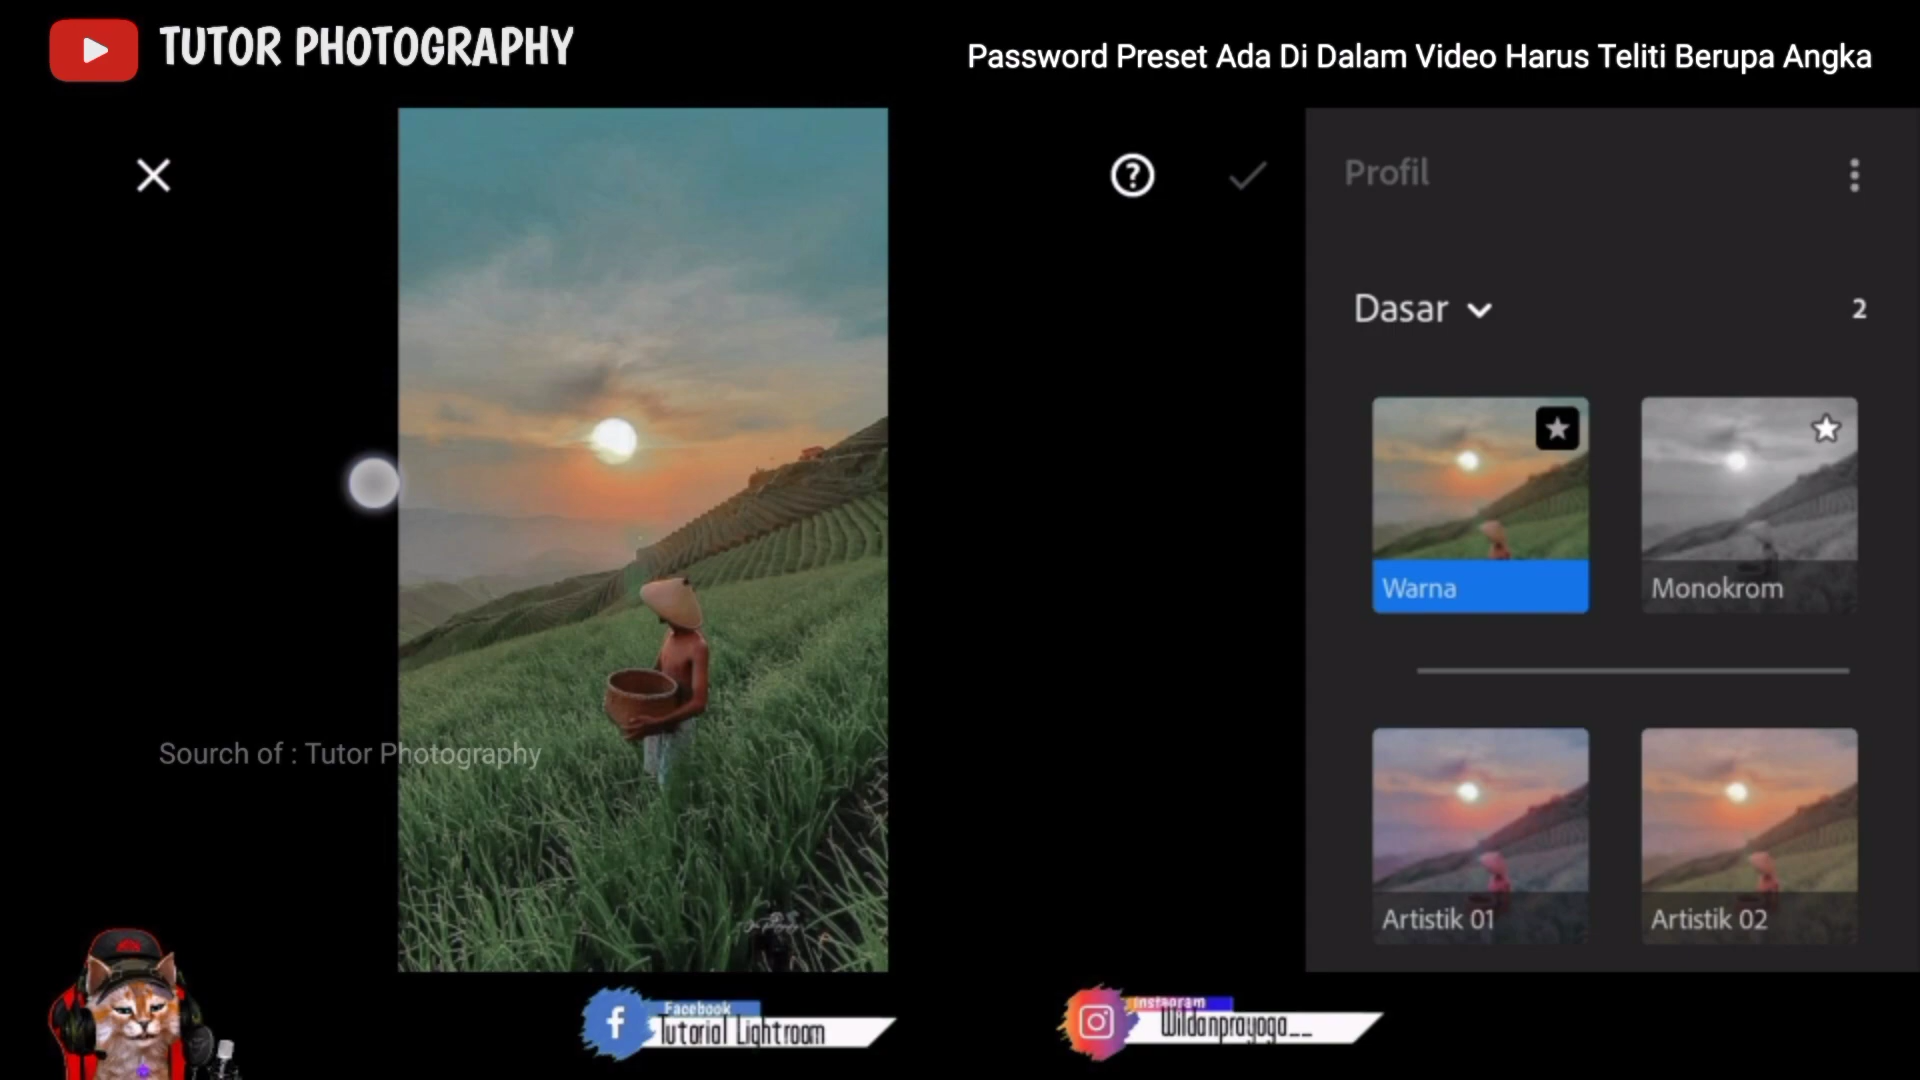 TUTOR PHOTOGRAPHY
Password Preset Ada Di Dalam Video Harus Teliti Berupa Angka
Profil
Dasar
2
Warna
Monokrom
Sourch of : Tutor Photography
Artistik 01
Artistik 02
Facebook
Tutorial Lightroom
Instagram
Wildanprayoga__